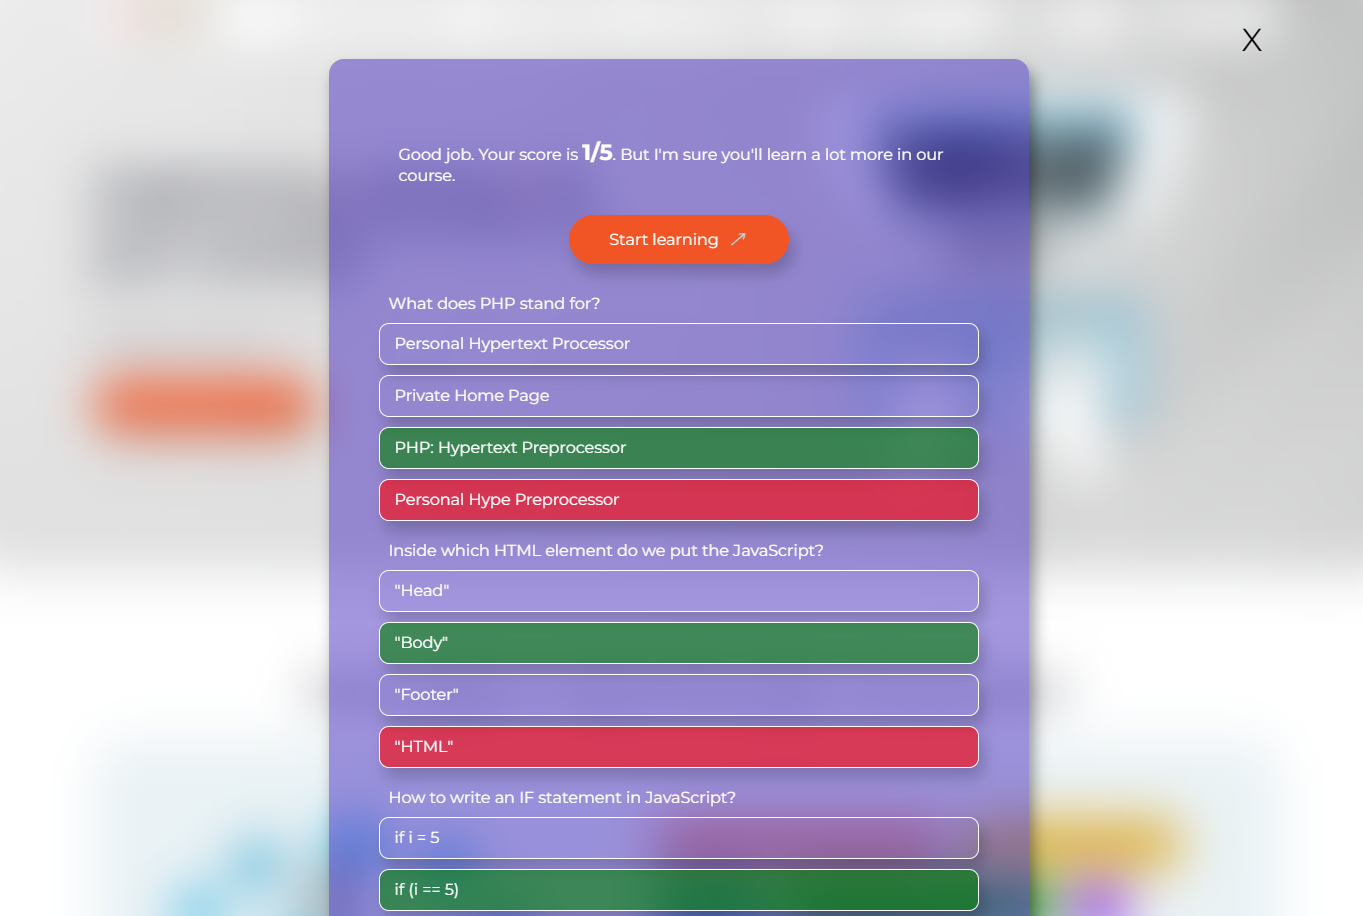 X
Good job. Your score is 1/5. But I'm sure you'll learn a lot more in our
course.
Start learning
What does PHP stand for?
Personal Hypertext Processor
Private Home Page
PHP: Hypertext Preprocessor
Personal Hype Preprocessor
Inside which HTML element do we put the JavaScript?
"Head"
"Body"
"Footer"
"HTML"
How to write an IF statement in JavaScript?
if i = 5
if (i == 5)